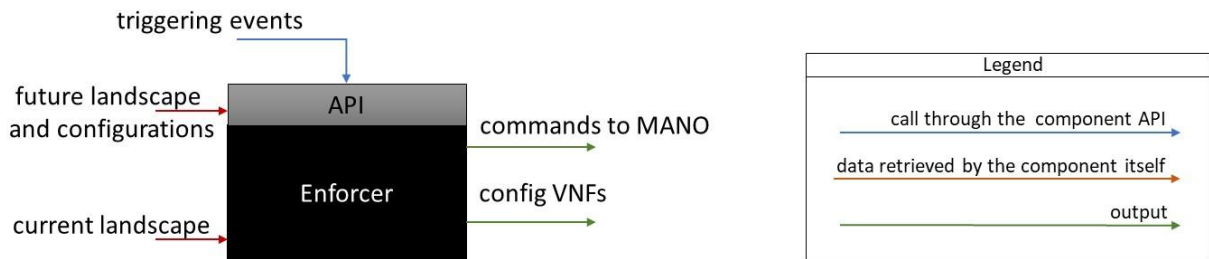 triggering events
future landscape
and configurations
API
commands to MANO
Enforcer
config VNFs
current landscape
Legend
call through the component API
data retrieved by the component itself
output